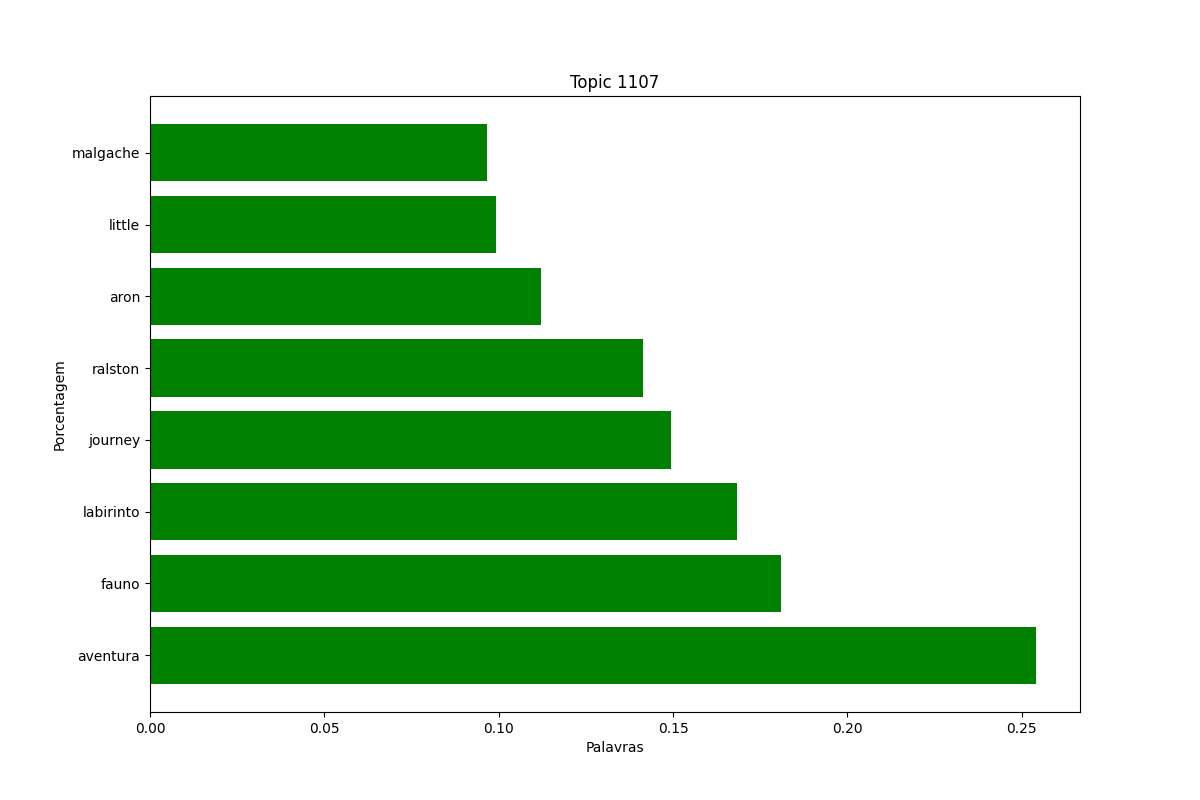 Topic 1107
malgache
little
aron
ralston
journey
labirinto
fauno
aventura
Porcentagem
0.00 0.05 0.10 0.15 0.20 0.25
Palavras